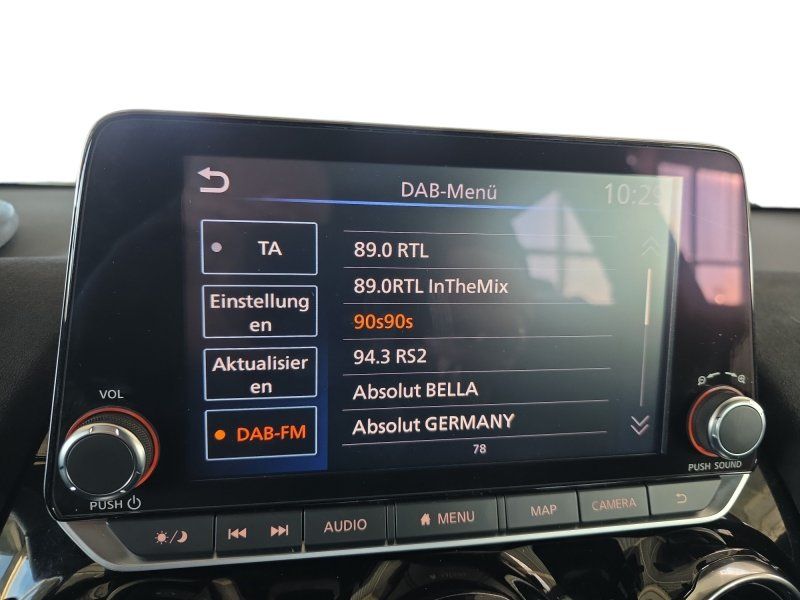 DAB-Menü
10:29
TA
Einstellung
en
Aktualisier
en
DAB-FM
89.0 RTL
89.0RTL InTheMix
90s90s
94.3 RS2
Absolut BELLA
Absolut GERMANY
78
VOL
PUSH
PUSH SOUND
AUDIO
MENU
MAP
CAMERA